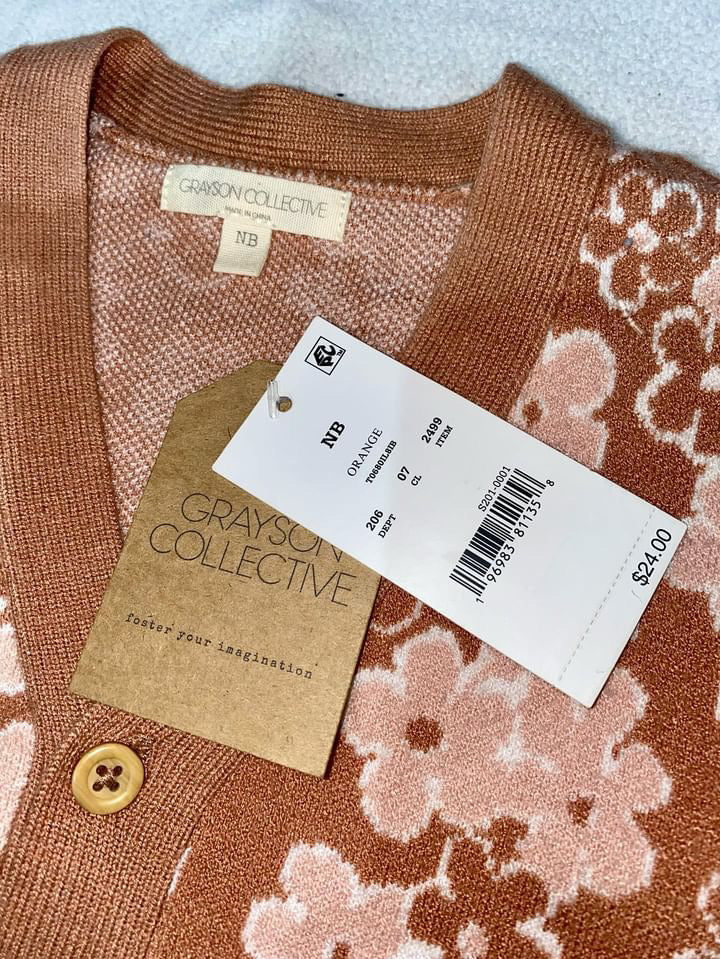 GRAYSON COLLECTIVE
MADE IN CHINA
NB
NB
ORANGE
T0680IL8IB
206
DEPT
07
CL
2499
ITEM
S201-0001
1 96983 81135 8
$24.00
GRAYSON
COLLECTIVE
foster your imagination